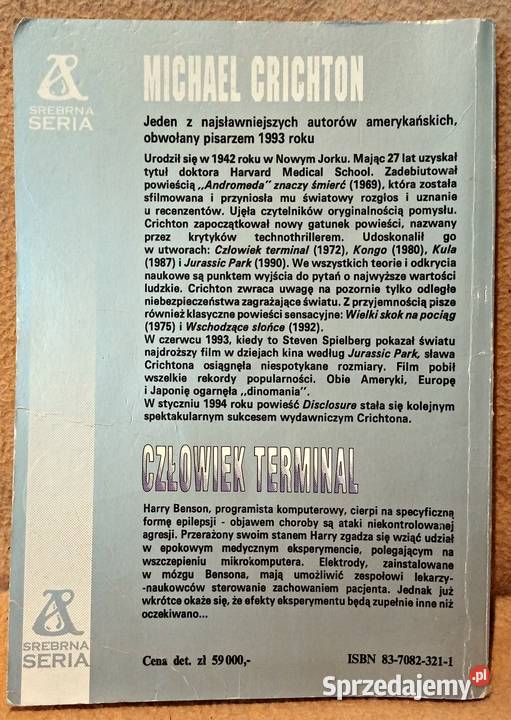 SREBRNA
SERIA
MICHAEL CRICHTON
Jeden z najsławniejszych autorów amerykańskich,
obwołany pisarzem 1993 roku
Urodził się w 1942 roku w Nowym Jorku. Mając 27 lat uzyskał
tytuł doktora Harvard Medical School. Zadebiutował
powieścią „Andromeda" znaczy śmierć (1969), która została
sfilmowana i przyniosła mu światowy rozgłos i uznanie
u recenzentów. Ujęła czytelników oryginalnością pomysłu.
Crichton zapoczątkował nowy gatunek powieści, nazwany
przez krytyków technothrillerem. Udoskonalił go
w utworach: Człowiek terminal (1972), Kongo (1980), Kula
(1987) i Jurassic Park (1990). We wszystkich teorie i odkrycia
naukowe są punktem wyjścia do pytań o najwyższe wartości
ludzkie. Crichton zwraca uwagę na pozornie tylko odległe
niebezpieczeństwa zagrażające światu. Z przyjemnością pisze
również klasyczne powieści sensacyjne: Wielki skok na pociąg
(1975) i Wschodzące słońce (1992).
W czerwcu 1993, kiedy to Steven Spielberg pokazał światu
najdroższy film w dziejach kina według Jurassic Park, sława
Crichtona osiągnęła niespotykane rozmiary. Film pobił
wszelkie rekordy popularności. Obie Ameryki, Europę
i Japonię ogarnęła „dinomania".
W styczniu 1994 roku powieść Disclosure stała się kolejnym
spektakularnym sukcesem wydawniczym Crichtona.
CZŁOWIEK TERMINAL
Harry Benson, programista komputerowy, cierpi na specyficzną
formę epilepsji - objawem choroby są ataki niekontrolowanej
agresji. Przerażony swoim stanem Harry zgadza się wziąć udział
w epokowym medycznym eksperymencie, polegającym na
wszczepieniu mikrokomputera. Elektrody, zainstalowane
w mózgu Bensona, mają umożliwić zespołowi lekarzy-
-naukowców sterowanie zachowaniem pacjenta. Jednak już
wkrótce okaże się, że efekty eksperymentu będą zupełnie inne niż
oczekiwano...
SREBRNA
SERIA
Cena det. zł 59 000,-
ISBN 83-7082-321-1
Sprzedajemy.pl